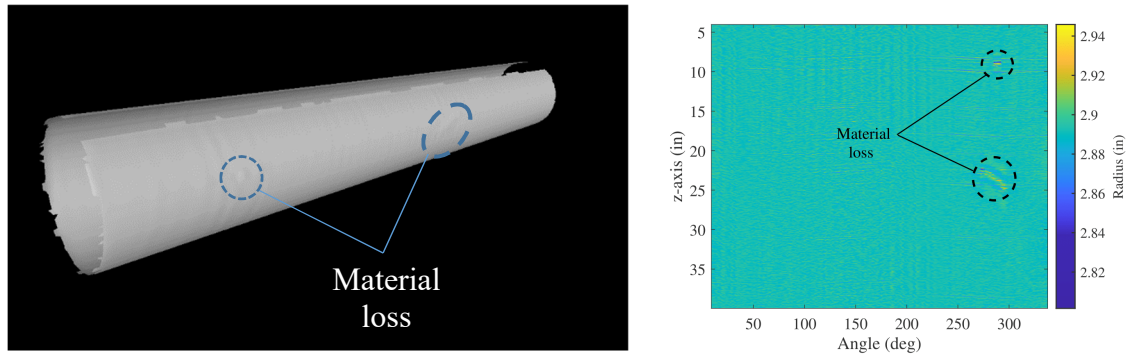 Material
loss
5
10
15
20
25
30
35
z-axis (in)
Material
loss
50
100
150
200
250
300
Angle (deg)
2.94
2.92
2.9
2.88
2.86
2.84
2.82
Radius (in)